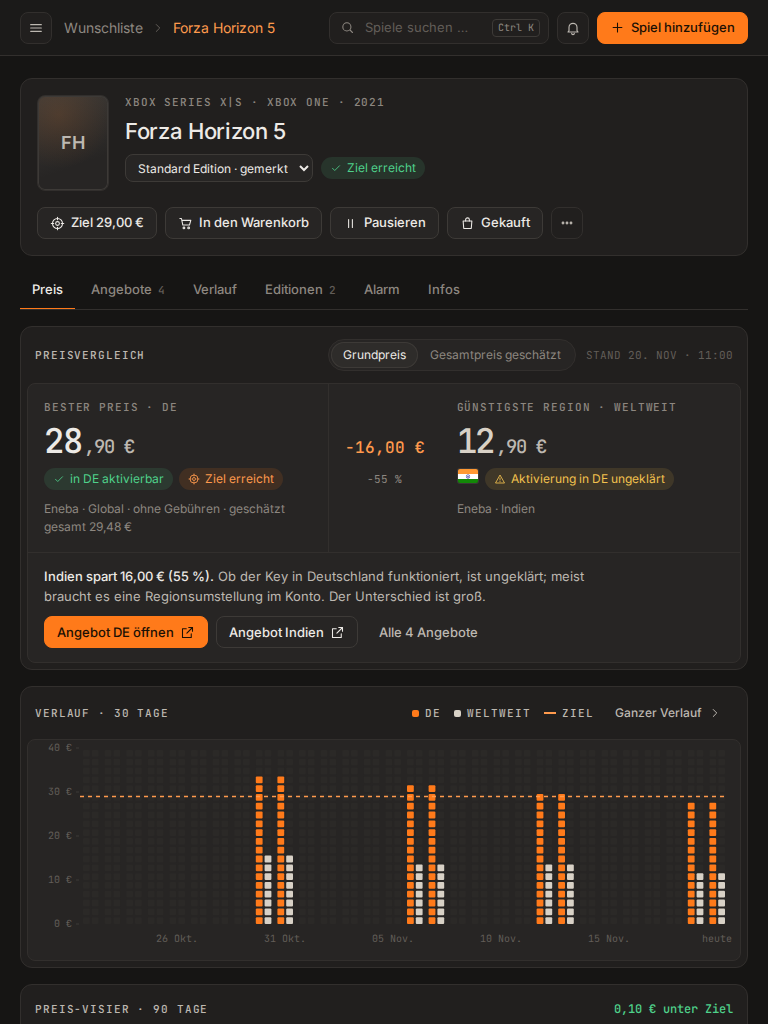 Wunschliste > Forza Horizon 5
Spiele suchen ... Ctrl K
+ Spiel hinzufügen
FH
XBOX SERIES X|S · XBOX ONE · 2021
Forza Horizon 5
Standard Edition · gemerkt
Ziel erreicht
Ziel 29,00 €
In den Warenkorb
Pausieren
Gekauft
Preis
Angebote 4
Verlauf
Editionen 2
Alarm
Infos
PREISVERGLEICH
Grundpreis
Gesamtpreis geschätzt
STAND 20. NOV · 11:00
BESTER PREIS · DE
28,90 €
in DE aktivierbar
Ziel erreicht
Eneba · Global · ohne Gebühren · geschätzt
gesamt 29,48 €
-16,00 €
-55 %
GÜNSTIGSTE REGION · WELTWEIT
12,90 €
Aktivierung in DE ungeklärt
Eneba · Indien
Indien spart 16,00 € (55 %). Ob der Key in Deutschland funktioniert, ist ungeklärt; meist
braucht es eine Regionsumstellung im Konto. Der Unterschied ist groß.
Angebot DE öffnen
Angebot Indien
Alle 4 Angebote
VERLAUF · 30 TAGE
DE
WELTWEIT
ZIEL
Ganzer Verlauf
40 €
30 €
20 €
10 €
0 €
26 Okt.
31 Okt.
05 Nov.
10 Nov.
15 Nov.
heute
PREIS-VISIER · 90 TAGE
0,10 € unter Ziel